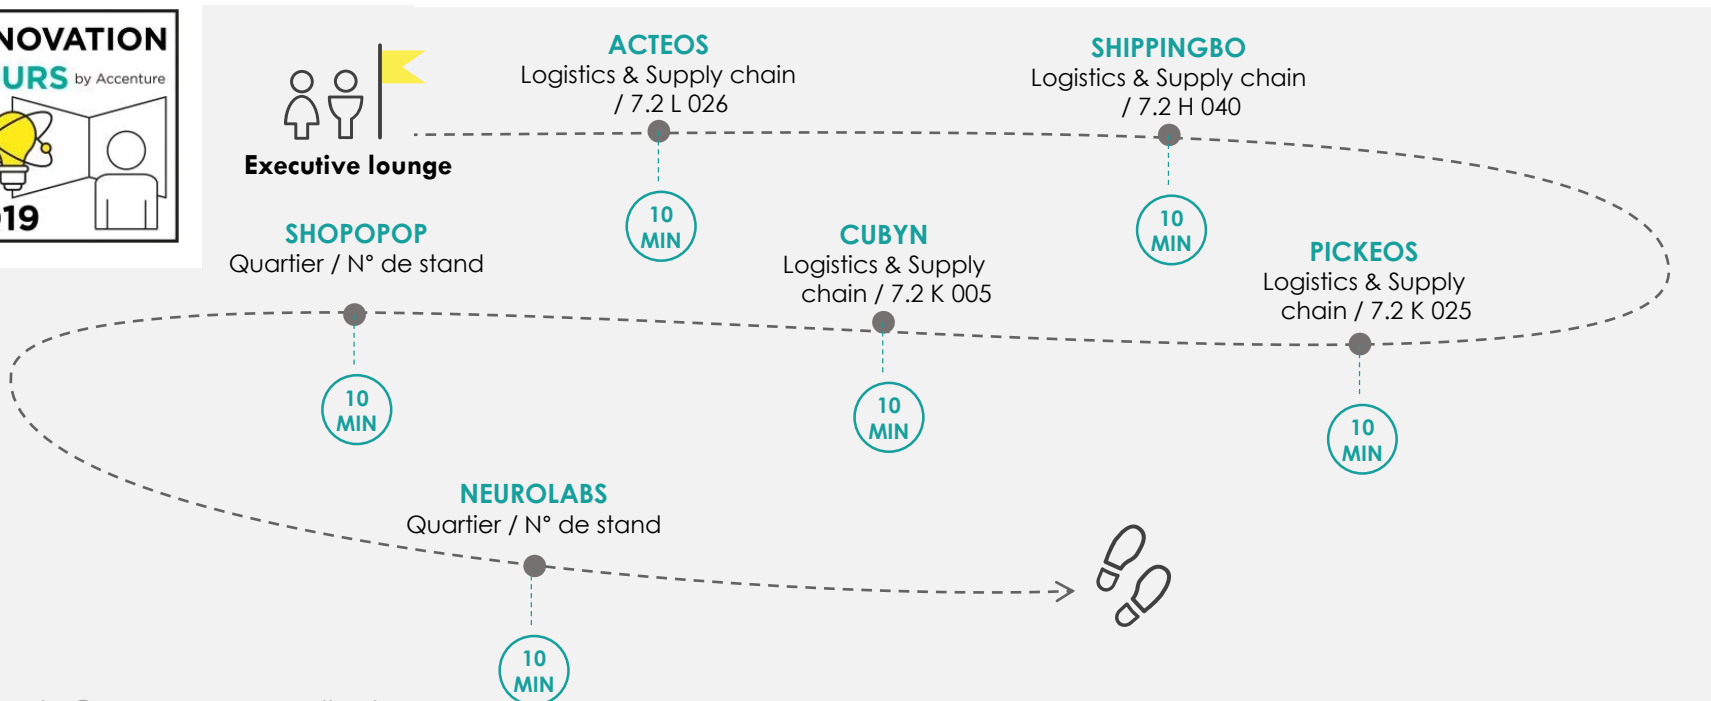 NOVATION
URS by Accenture
19
Executive lounge
ACTEOS
Logistics & Supply chain
/ 7.2 L 026
10
MIN
SHIPPINGBO
Logistics & Supply chain
/ 7.2 H 040
10
MIN
PICKEOS
Logistics & Supply
chain / 7.2 K 025
10
MIN
CUBYN
Logistics & Supply
chain / 7.2 K 005
10
MIN
SHOPOPOP
Quartier / N° de stand
10
MIN
NEUROLABS
Quartier / N° de stand
10
MIN